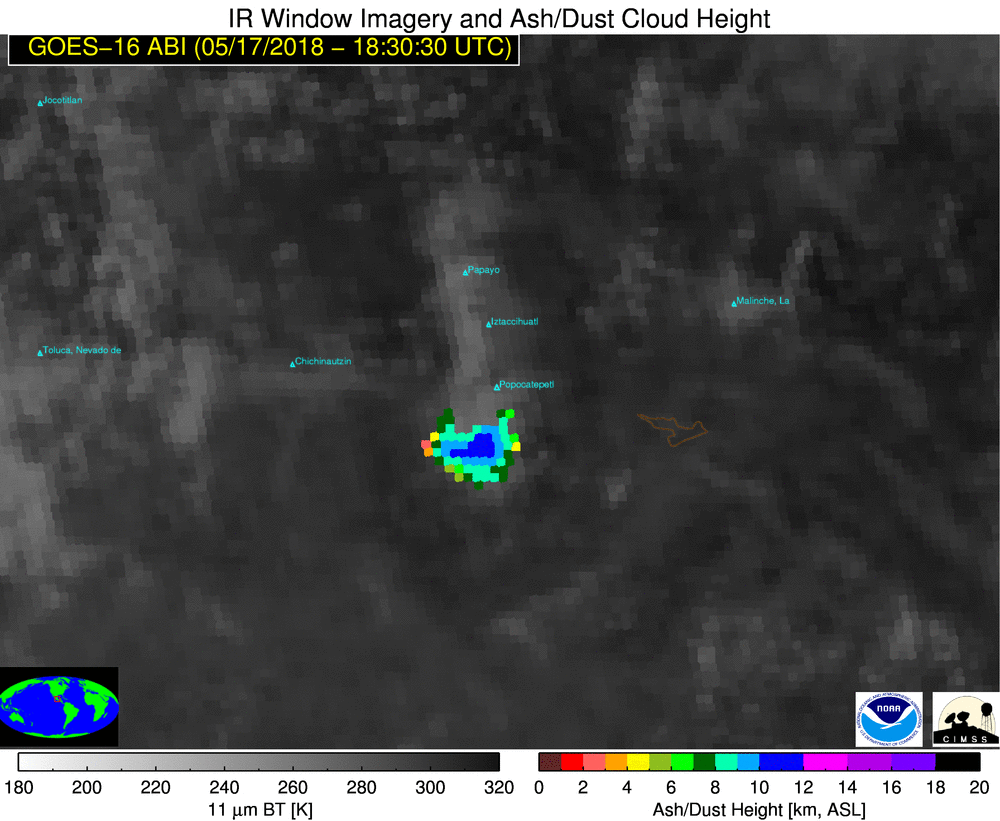 IR Window Imagery and Ash/Dust Cloud Height
GOES−16 ABI (05/17/2018 − 18:30:30 UTC)
Jocotitlan
Papayo
Malinche, La
Iztaccihuatl
Toluca, Nevado de
Chichinautzin
Popocatepetl
NOAA
CIMSS
180 200 220 240 260 280 300 320
11 µm BT [K]
0 2 4 6 8 10 12 14 16 18 20
Ash/Dust Height [km, ASL]